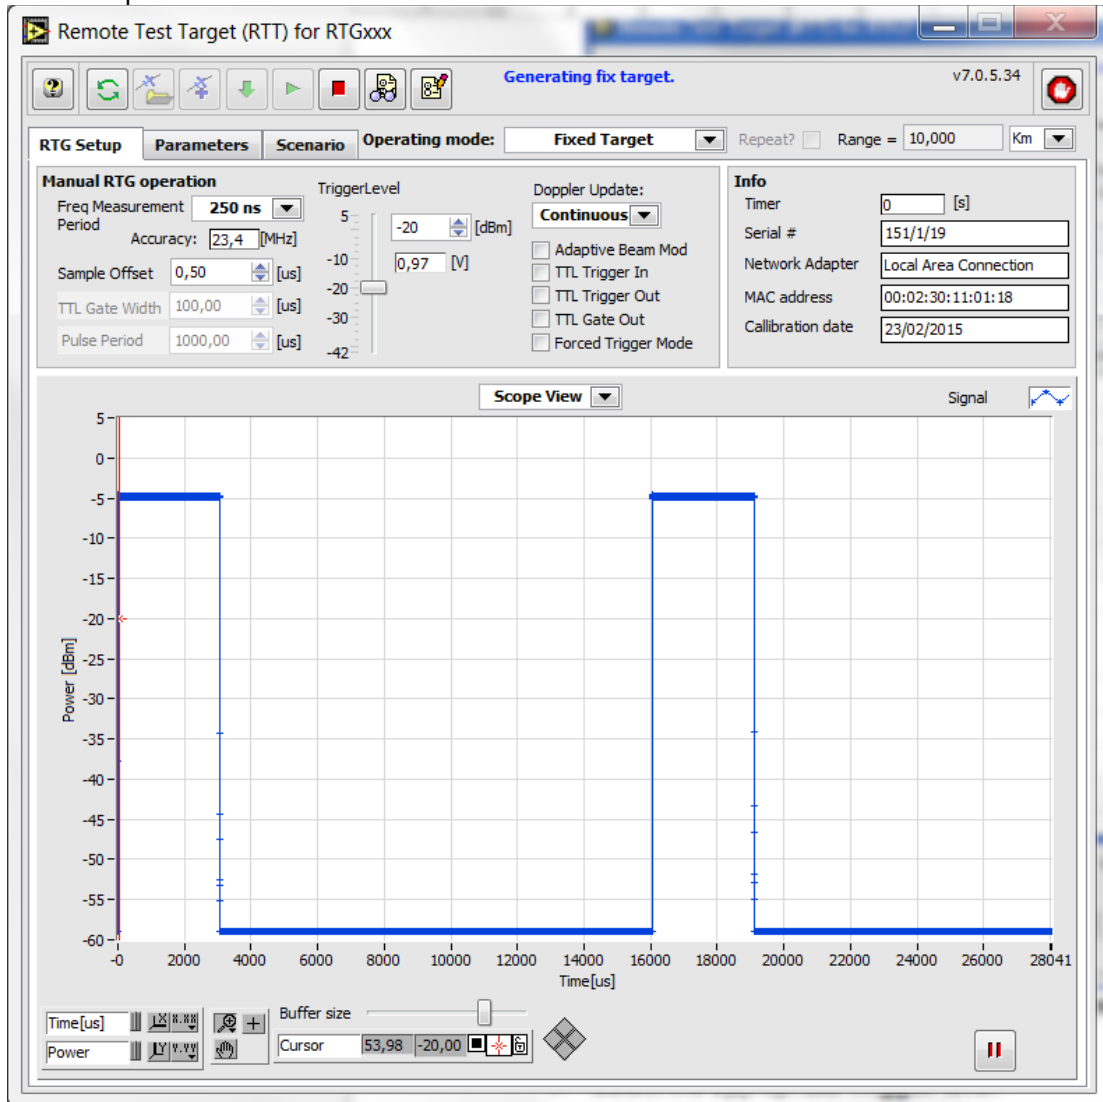 Remote Test Target (RTT) for RTGxxx
Generating fix target.
v7.0.5.34
RTG Setup Parameters Scenario Operating mode: Fixed Target Repeat? Range = 10,000 Km
Manual RTG operation
Freq Measurement Period 250 ns
Accuracy: 23,4 [MHz]
Sample Offset 0,50 [us]
TTL Gate Width 100,00 [us]
Pulse Period 1000,00 [us]
TriggerLevel
5
-10
-20
-30
-42
-20 [dBm]
0,97 [V]
Doppler Update:
Continuous
Adaptive Beam Mod
TTL Trigger In
TTL Trigger Out
TTL Gate Out
Forced Trigger Mode
Info
Timer 0 [s]
Serial # 151/1/19
Network Adapter Local Area Connection
MAC address 00:02:30:11:01:18
Callibration date 23/02/2015
Scope View
Signal
5
0
-5
-10
-15
-20
-25
-30
-35
-40
-45
-50
-55
-60
Power [dBm]
-0 2000 4000 6000 8000 10000 12000 14000 16000 18000 20000 22000 24000 26000 28041
Time[us]
Time[us] X X.XX
Power Y Y.YY
Buffer size
Cursor 53,98 -20,00